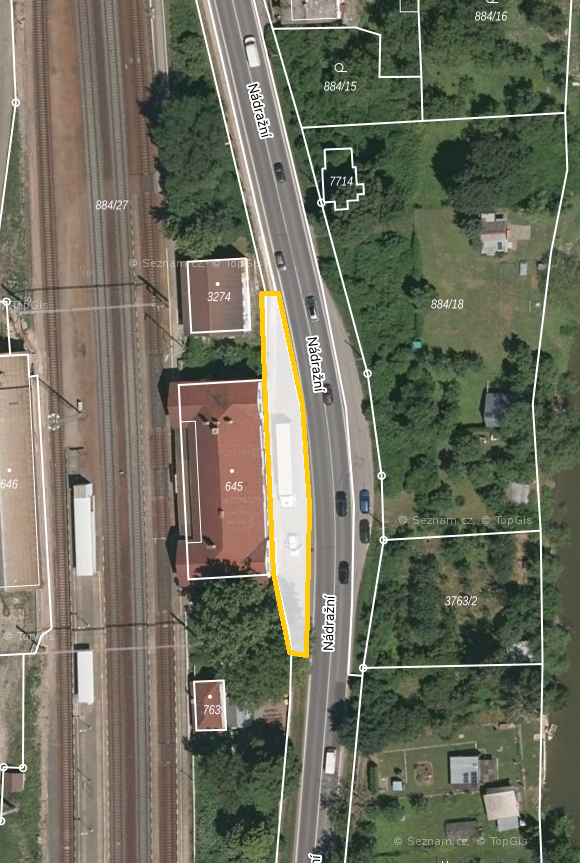 884/16
884/15
Nádražní
7714
884/27
© Seznam.cz, © TopGis
3274
884/18
TopGis
Nádražní
646
645
© Seznam.cz, © TopGis
© TopGis
3763/2
Nádražní
763
© Seznam.cz, © TopGis
ní